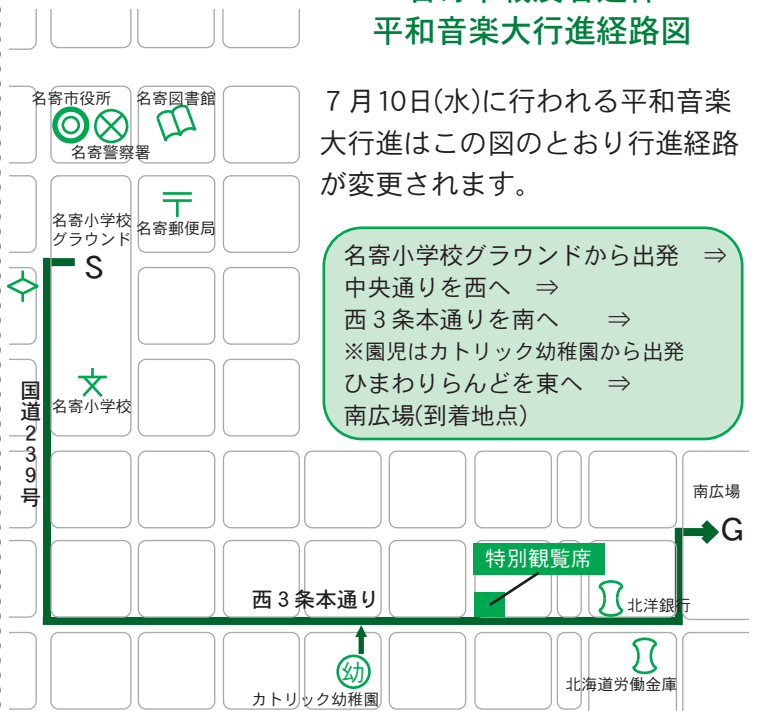 平和音楽大行進経路図
７月10日(水)に行われる平和音楽
大行進はこの図のとおり行進経路
が変更されます。
名寄小学校グラウンドから出発　⇒
中央通りを西へ　⇒
西３条本通りを南へ　　⇒
※園児はカトリック幼稚園から出発
ひまわりらんどを東へ　⇒
南広場(到着地点)
名寄市役所
名寄図書館
名寄警察署
名寄小学校
グラウンド
名寄郵便局
S
名寄小学校
国道239号
南広場
G
特別観覧席
西３条本通り
北洋銀行
幼
カトリック幼稚園
北海道労働金庫